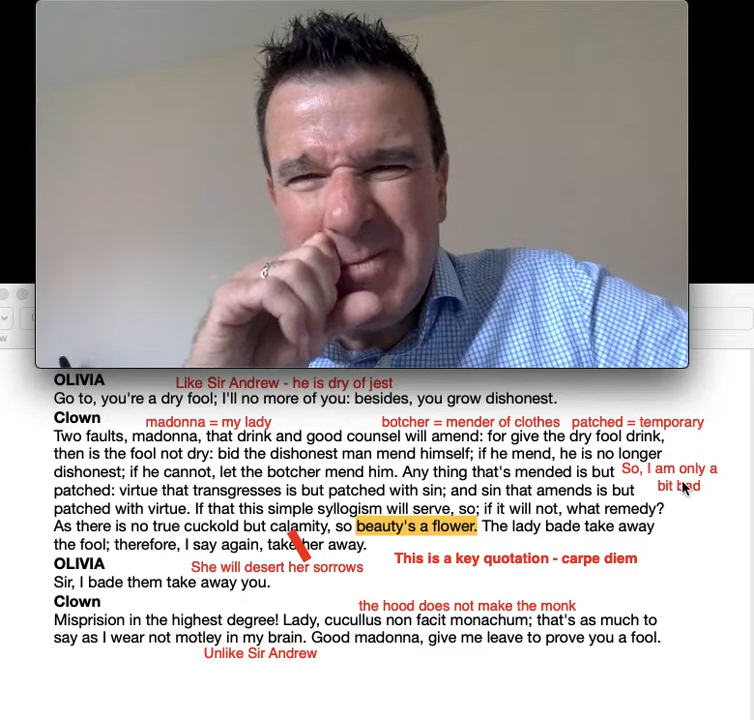 w
OLIVIA
Like Sir Andrew - he is dry of jest
Go to, you're a dry fool; I'll no more of you: besides, you grow dishonest.
Clown
madonna = my lady botcher = mender of clothes patched = temporary
Two faults, madonna, that drink and good counsel will amend: for give the dry fool drink,
then is the fool not dry: bid the dishonest man mend himself; if he mend, he is no longer
dishonest; if he cannot, let the botcher mend him. Any thing that's mended is but
So, I am only a
patched: virtue that transgresses is but patched with sin; and sin that amends is but
bit bad
patched with virtue. If that this simple syllogism will serve, so; if it will not, what remedy?
As there is no true cuckold but calamity, so beauty's a flower. The lady bade take away
the fool; therefore, I say again, take her away.
This is a key quotation - carpe diem
OLIVIA
She will desert her sorrows
Sir, I bade them take away you.
Clown
the hood does not make the monk
Misprision in the highest degree! Lady, cucullus non facit monachum; that's as much to
say as I wear not motley in my brain. Good madonna, give me leave to prove you a fool.
Unlike Sir Andrew